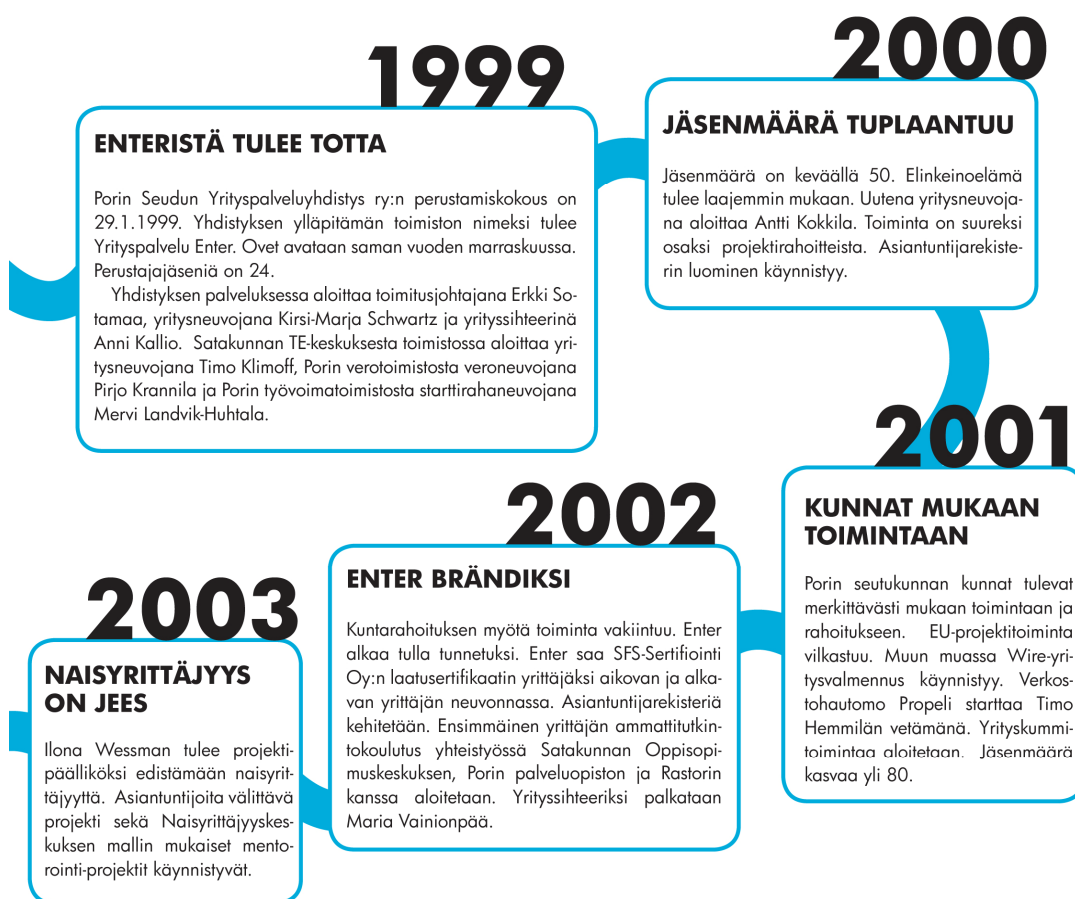 1999
ENTERISTÄ TULEE TOTTA
Porin Seudun Yrityspalveluyhdistys ry:n perustamiskokous on
29.1.1999. Yhdistyksen ylläpitämän toimiston nimeksi tulee
Yrityspalvelu Enter. Ovet avataan saman vuoden marraskuussa.
Perustajajäseniä on 24.
Yhdistyksen palveluksessa aloittaa toimitusjohtajana Erkki So-
tamaa, yritysneuvojana Kirsi-Marja Schwartz ja yrityssihteerinä
Anni Kallio. Satakunnan TE-keskuksesta toimistossa aloittaa yri-
tysneuvojana Timo Klimoff, Porin verotoimistosta veroneuvojana
Pirjo Krannila ja Porin työvoimatoimistosta starttirahaneuvojana
Mervi Landvik-Huhtala.
2000
JÄSENMÄÄRÄ TUPLAANTUU
Jäsenmäärä on keväällä 50. Elinkeinoelämä
tulee laajemmin mukaan. Uutena yritysneuvoja-
na aloittaa Antti Kokkila. Toiminta on suureksi
osaksi projektirahoitteista. Asiantuntijarekiste-
rin luominen käynnistyy.
2001
KUNNAT MUKAAN
TOIMINTAAN
Porin seutukunnan kunnat tulevat
merkittävästi mukaan toimintaan ja
rahoitukseen. EU-projektitoiminta
vilkastuu. Muun muassa Wire-yri-
tysvalmennus käynnistyy. Verkos-
tohautomo Propeli starttaa Timo
Hemmilän vetämänä. Yrityskummi-
toimintaa aloitetaan. Jäsenmäärä
kasvaa yli 80.
2002
ENTER BRÄNDIKSI
Kuntarahoituksen myötä toiminta vakiintuu. Enter
alkaa tulla tunnetuksi. Enter saa SFS-Sertifiointi
Oy:n laatusertifikaatin yrittäjäksi aikovan ja alka-
van yrittäjän neuvonnassa. Asiantuntijarekisteriä
kehitetään. Ensimmäinen yrittäjän ammattitutkin-
tokoulutus yhteistyössä Satakunnan Oppisopi-
muskeskuksen, Porin palveluopiston ja Rastorin
kanssa aloitetaan. Yrityssihteeriksi palkataan
Maria Vainionpää.
2003
NAISYRITTÄJYYS
ON JEES
Ilona Wessman tulee projekti-
päälliköksi edistämään naisyrit-
täjyyttä. Asiantuntijoita välittävä
projekti sekä Naisyrittäjyyskes-
kuksen mallin mukaiset mento-
rointi-projektit käynnistyvät.